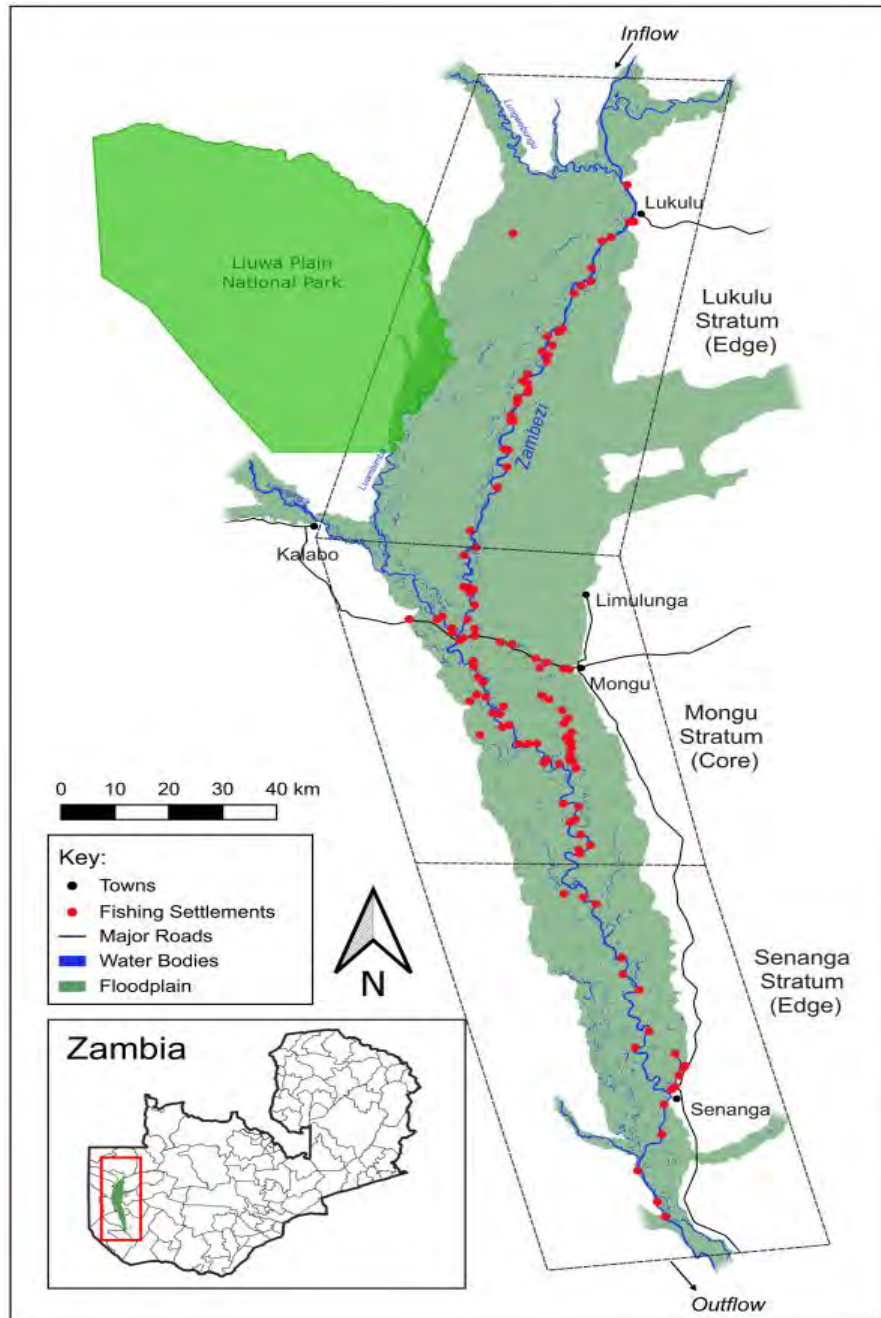 Inflow
Lungwebungu
Lukulu
Liuwa Plain
National Park
Lukulu
Stratum
(Edge)
Zambezi
Kalabo
Limulunga
Mongu
Mongu
Stratum
(Core)
0 10 20 30 40 km
Key:
Towns
Fishing Settlements
Major Roads
Water Bodies
Floodplain
N
Senanga
Stratum
(Edge)
Zambia
Senanga
Outflow